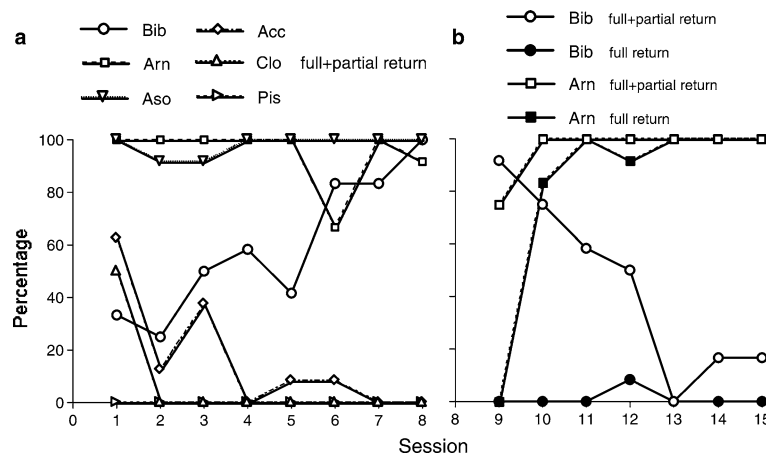 a
Bib
Acc
Arn
Clo full+partial return
Aso
Pis
b
Bib full+partial return
Bib full return
Arn full+partial return
Arn full return
Percentage
100
80
60
40
20
0
0 1 2 3 4 5 6 7 8
8 9 10 11 12 13 14 15
Session